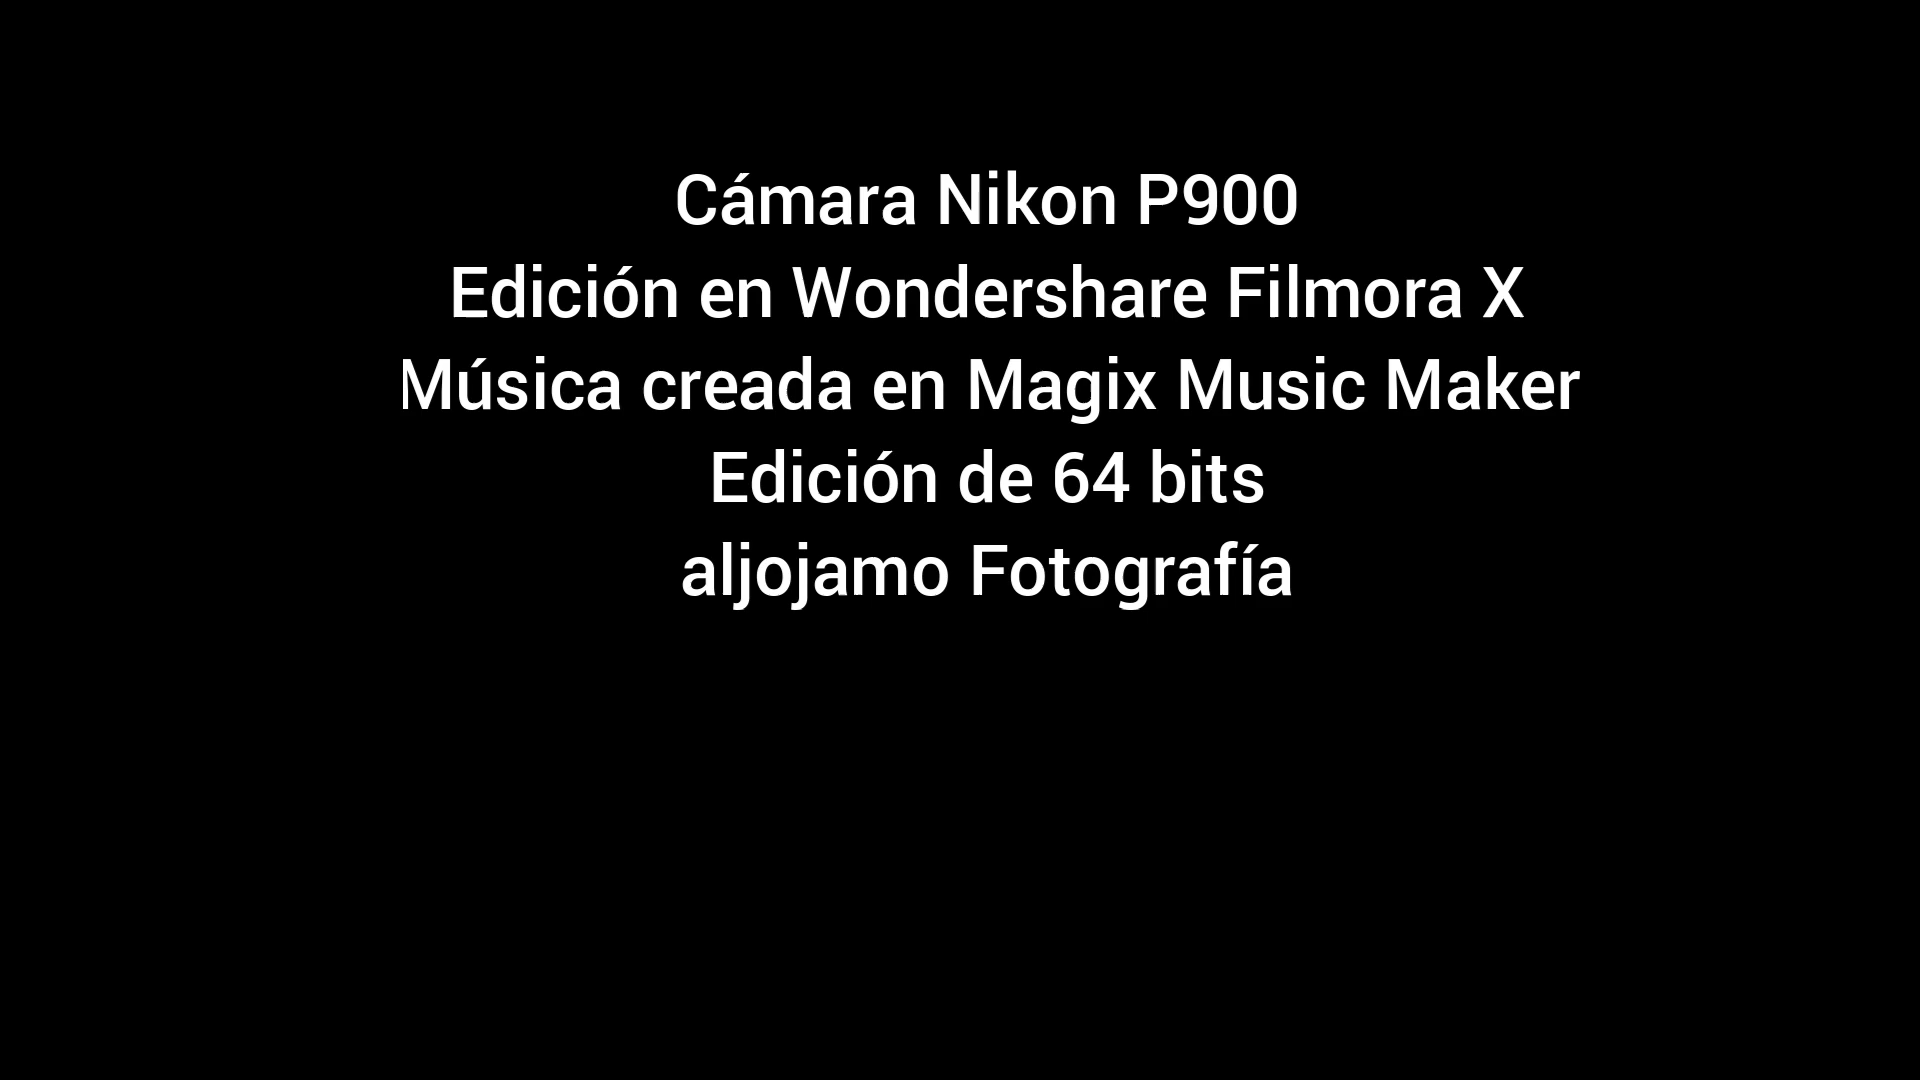 Cámara Nikon P900
Edición en Wondershare Filmora X
Música creada en Magix Music Maker
Edición de 64 bits
aljojamo Fotografía